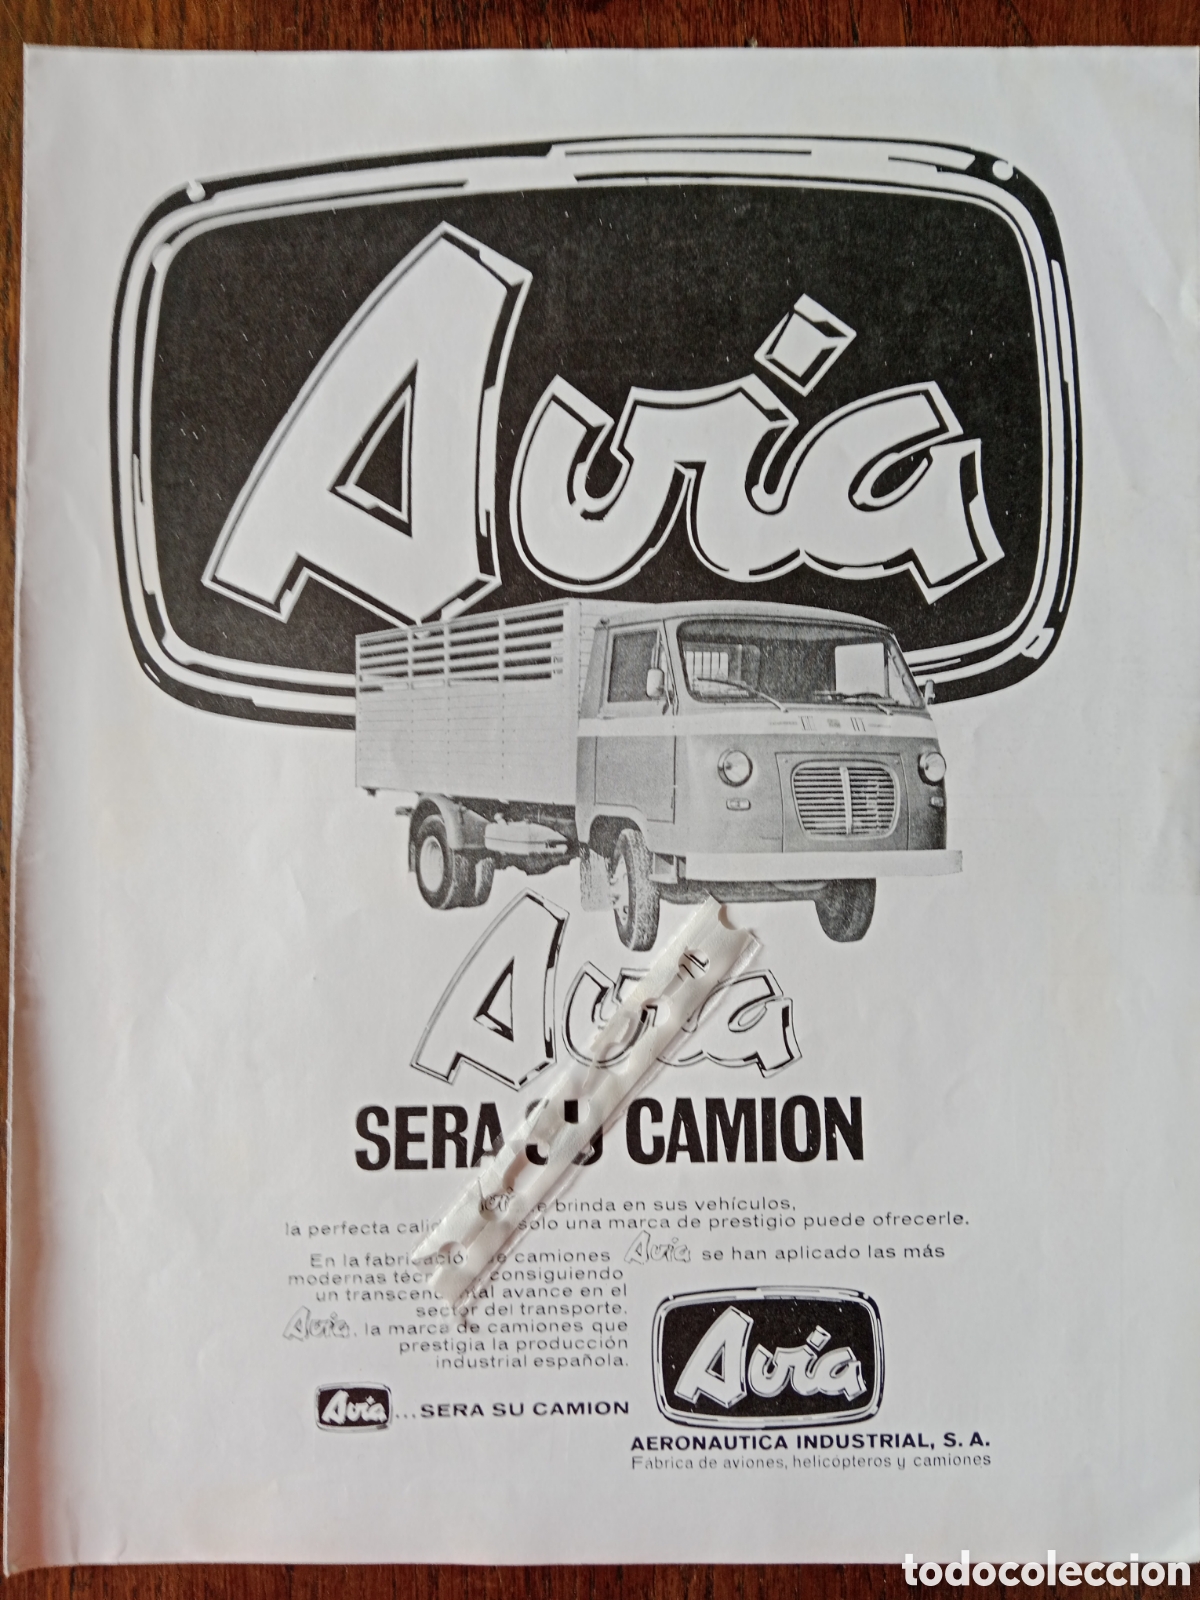 Avia
Avia
SERA SU CAMION
brinda en sus vehículos,
la perfecta solo una marca de prestigio puede ofrecerle.
En la fabricación de camiones Avia se han aplicado las más
modernas consiguiendo
un avance en el
sector del transporte.
Avia, la marca de camiones que
prestigia la producción
industrial española.
Avia
Avia ...SERA SU CAMION
AERONAUTICA INDUSTRIAL, S. A.
Fábrica de aviones, helicópteros y camiones
todocoleccion